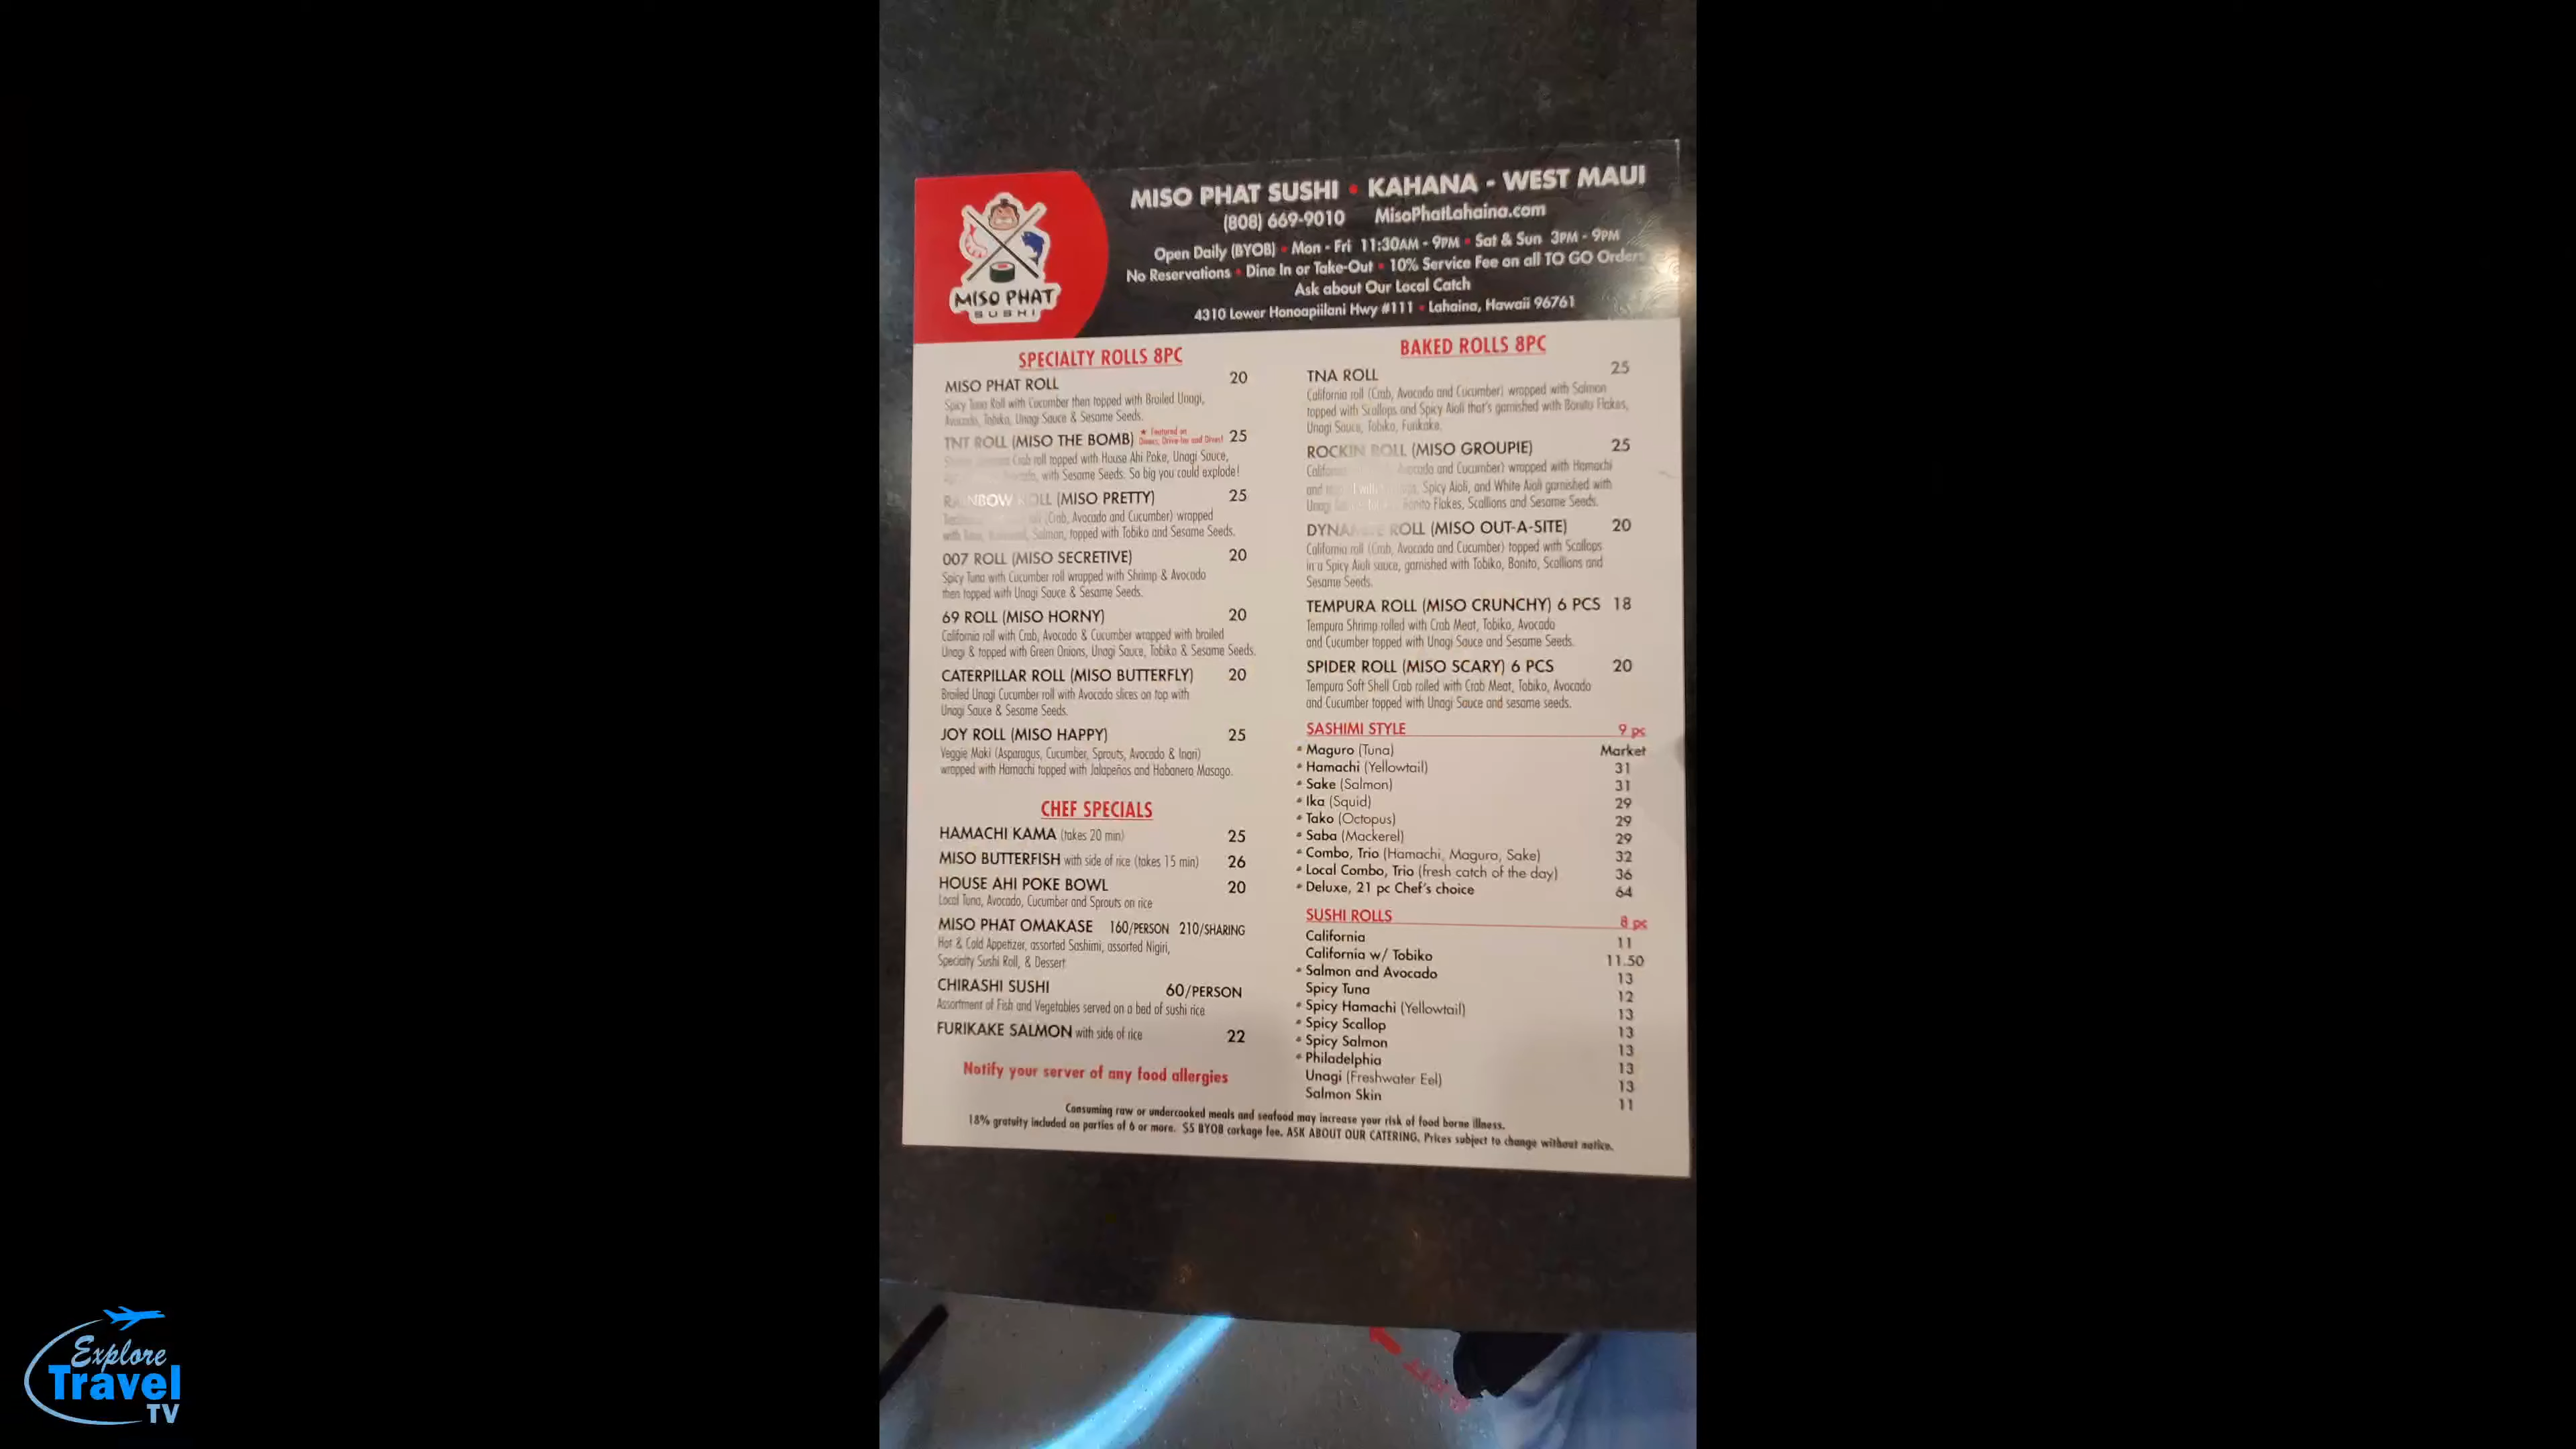 MISO PHAT
SUSHI
MISO PHAT SUSHI • KAHANA - WEST MAUI
(808) 669-9010 MisoPhatLahaina.com
Open Daily (BYOB) • Mon - Fri 11:30AM - 9PM • Sat & Sun 3PM - 9PM
No Reservations • Dine In or Take-Out • 10% Service Fee on all TO GO Orders
Ask about Our Local Catch
4310 Lower Honoapiilani Hwy #111 • Lahaina, Hawaii 96761
SPECIALTY ROLLS 8PC
MISO PHAT ROLL 20
Spicy Tuna Roll with Cucumber then topped with Broiled Unagi,
Avocado, Tobiko, Unagi Sauce & Sesame Seeds.
TNT ROLL (MISO THE BOMB) ★ Featured on Diners, Drive-Ins and Dives! 25
Crab roll topped with House Ahi Poke, Unagi Sauce,
with Sesame Seeds. So big you could explode!
RAINBOW ROLL (MISO PRETTY) 25
(Crab, Avocado and Cucumber) wrapped
with Salmon, topped with Tobiko and Sesame Seeds.
007 ROLL (MISO SECRETIVE) 20
Spicy Tuna with Cucumber roll wrapped with Shrimp & Avocado
then topped with Unagi Sauce & Sesame Seeds.
69 ROLL (MISO HORNY) 20
California roll with Crab, Avocado & Cucumber wrapped with broiled
Unagi & topped with Green Onions, Unagi Sauce, Tobiko & Sesame Seeds.
CATERPILLAR ROLL (MISO BUTTERFLY) 20
Broiled Unagi Cucumber roll with Avocado slices on top with
Unagi Sauce & Sesame Seeds.
JOY ROLL (MISO HAPPY) 25
Veggie Maki (Asparagus, Cucumber, Sprouts, Avocado & Inari)
wrapped with Hamachi topped with Jalapeños and Habanero Masago.
CHEF SPECIALS
HAMACHI KAMA (takes 20 min) 25
MISO BUTTERFISH with side of rice (takes 15 min) 26
HOUSE AHI POKE BOWL 20
Local Tuna, Avocado, Cucumber and Sprouts on rice
MISO PHAT OMAKASE 160/PERSON 210/SHARING
Hot & Cold Appetizer, assorted Sashimi, assorted Nigiri,
Specialty Sushi Roll, & Dessert
CHIRASHI SUSHI 60/PERSON
Assortment of Fish and Vegetables served on a bed of sushi rice
FURIKAKE SALMON with side of rice 22
Notify your server of any food allergies
BAKED ROLLS 8PC
TNA ROLL 25
California roll (Crab, Avocado and Cucumber) wrapped with Salmon
topped with Scallops and Spicy Aioli that's garnished with Bonito Flakes,
Unagi Sauce, Tobiko, Furikake.
ROCKIN ROLL (MISO GROUPIE) 25
Avocado and Cucumber) wrapped with Hamachi
and Spicy Aioli, and White Aioli garnished with
Unagi Bonito Flakes, Scallions and Sesame Seeds.
DYNAMITE ROLL (MISO OUT-A-SITE) 20
California roll (Crab, Avocado and Cucumber) topped with Scallops
in a Spicy Aioli sauce, garnished with Tobiko, Bonito, Scallions and
Sesame Seeds.
TEMPURA ROLL (MISO CRUNCHY) 6 PCS 18
Tempura Shrimp rolled with Crab Meat, Tobiko, Avocado
and Cucumber topped with Unagi Sauce and Sesame Seeds.
SPIDER ROLL (MISO SCARY) 6 PCS 20
Tempura Soft Shell Crab rolled with Crab Meat, Tobiko, Avocado
and Cucumber topped with Unagi Sauce and sesame seeds.
SASHIMI STYLE 9 pc
* Maguro (Tuna) Market
* Hamachi (Yellowtail) 31
* Sake (Salmon) 31
* Ika (Squid) 29
* Tako (Octopus) 29
* Saba (Mackerel) 29
* Combo, Trio (Hamachi, Maguro, Sake) 32
* Local Combo, Trio (fresh catch of the day) 36
* Deluxe, 21 pc Chef's choice 64
SUSHI ROLLS 8 pc
California 11
California w/ Tobiko 11.50
* Salmon and Avocado 13
Spicy Tuna 12
* Spicy Hamachi (Yellowtail) 13
* Spicy Scallop 13
* Spicy Salmon 13
* Philadelphia 13
Unagi (Freshwater Eel) 13
Salmon Skin 11
Consuming raw or undercooked meals and seafood may increase your risk of food borne illness.
18% gratuity included on parties of 6 or more. $5 BYOB corkage fee. ASK ABOUT OUR CATERING. Prices subject to change without notice.
Explore
Travel
TV